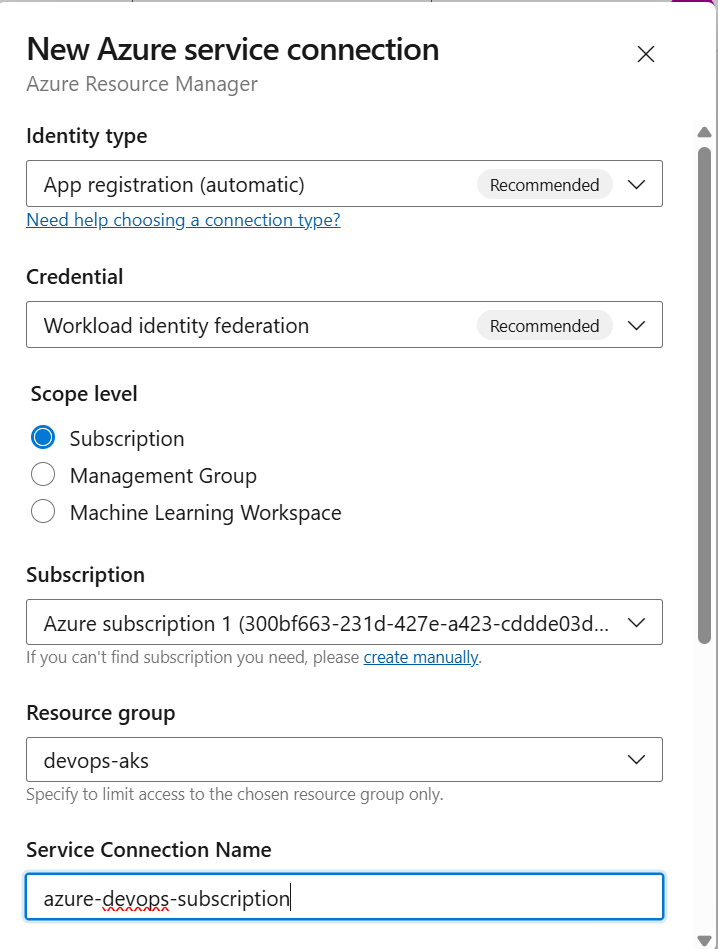 New Azure service connection
Azure Resource Manager
Identity type
App registration (automatic) Recommended
Need help choosing a connection type?
Credential
Workload identity federation Recommended
Scope level
Subscription
Management Group
Machine Learning Workspace
Subscription
Azure subscription 1 (300bf663-231d-427e-a423-cddde03d...
If you can't find subscription you need, please create manually.
Resource group
devops-aks
Specify to limit access to the chosen resource group only.
Service Connection Name
azure-devops-subscription